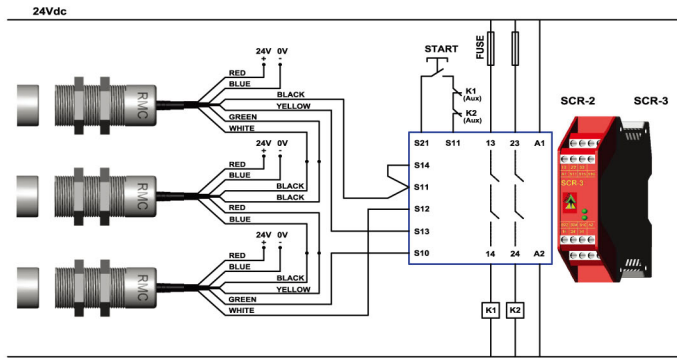 24Vdc
24V 0V
+ -
RED
BLUE
BLACK
YELLOW
GREEN
WHITE
RMC
24V 0V
+ -
RED
BLUE
BLACK
BLACK
RED
BLUE
RMC
24V 0V
+ -
RED
BLUE
BLACK
YELLOW
GREEN
WHITE
RMC
START
FUSE
K1
(Aux)
K2
(Aux)
S21 S11 13 23 A1
S14
S11
S12
S13
S10
14 24 A2
K1 K2
SCR-2 SCR-3
SCR-3